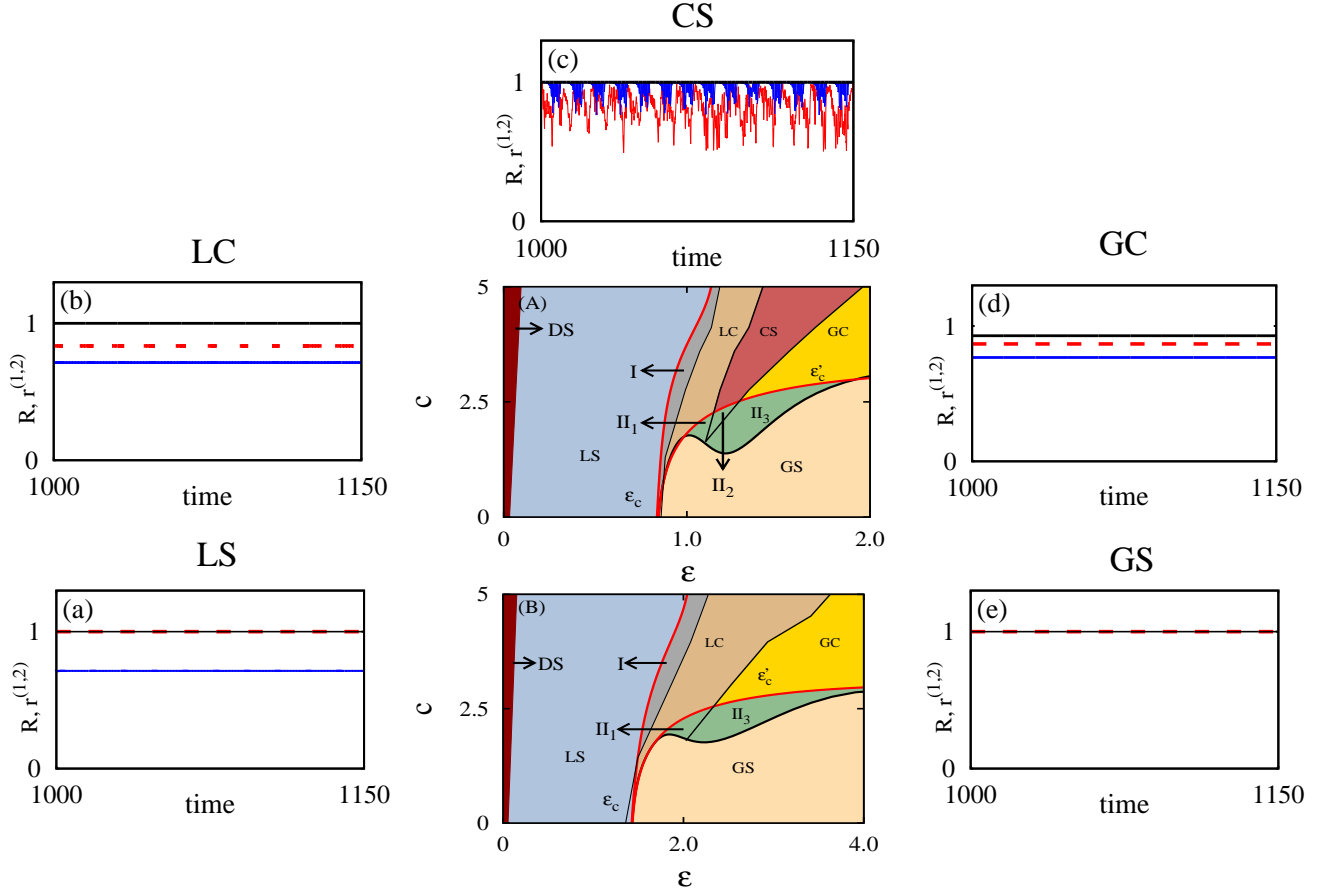 CS
(c)
1
R, r^(1,2)
0
1000
time
1150
LC
(b)
1
R, r^(1,2)
0
1000
time
1150
GC
(d)
1
R, r^(1,2)
0
1000
time
1150
(A)
5
DS
LC
CS
GC
I
ε'c
c
2.5
II1
II3
LS
GS
II2
εc
0
0
1.0
2.0
ε
LS
(a)
1
R, r^(1,2)
0
1000
time
1150
(B)
5
LC
GC
DS
I
ε'c
c
2.5
II1
II3
LS
GS
εc
0
0
2.0
4.0
ε
GS
(e)
1
R, r^(1,2)
0
1000
time
1150